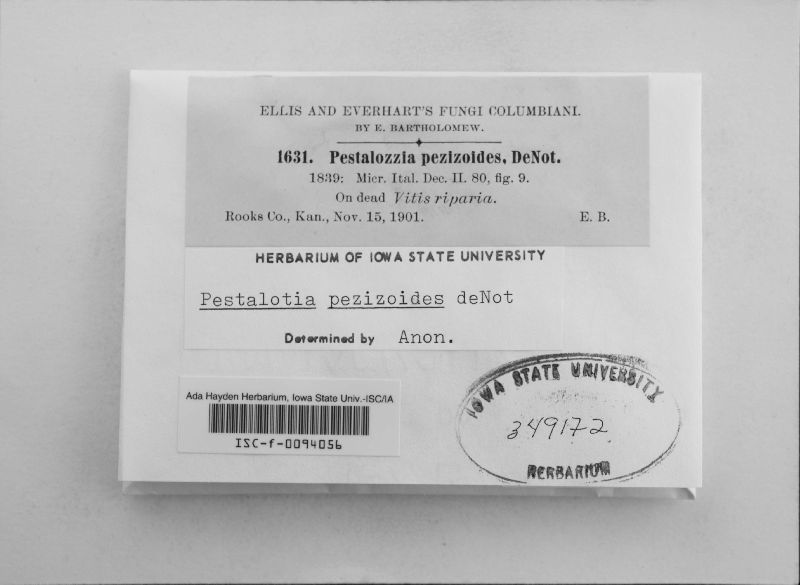 ELLIS AND EVERHART'S FUNGI COLUMBIANI.
BY E. BARTHOLOMEW.
1631. Pestalozzia pezizoides, DeNot.
1839: Micr. Ital. Dec. II. 80, fig. 9.
On dead Vitis riparia.
Rooks Co., Kan., Nov. 15, 1901. E. B.
HERBARIUM OF IOWA STATE UNIVERSITY
Pestalotia pezizoides deNot
Determined by Anon.
Ada Hayden Herbarium, Iowa State Univ.-ISC/IA
ISC-f-0094056
IOWA STATE UNIVERSITY
349172
HERBARIUM